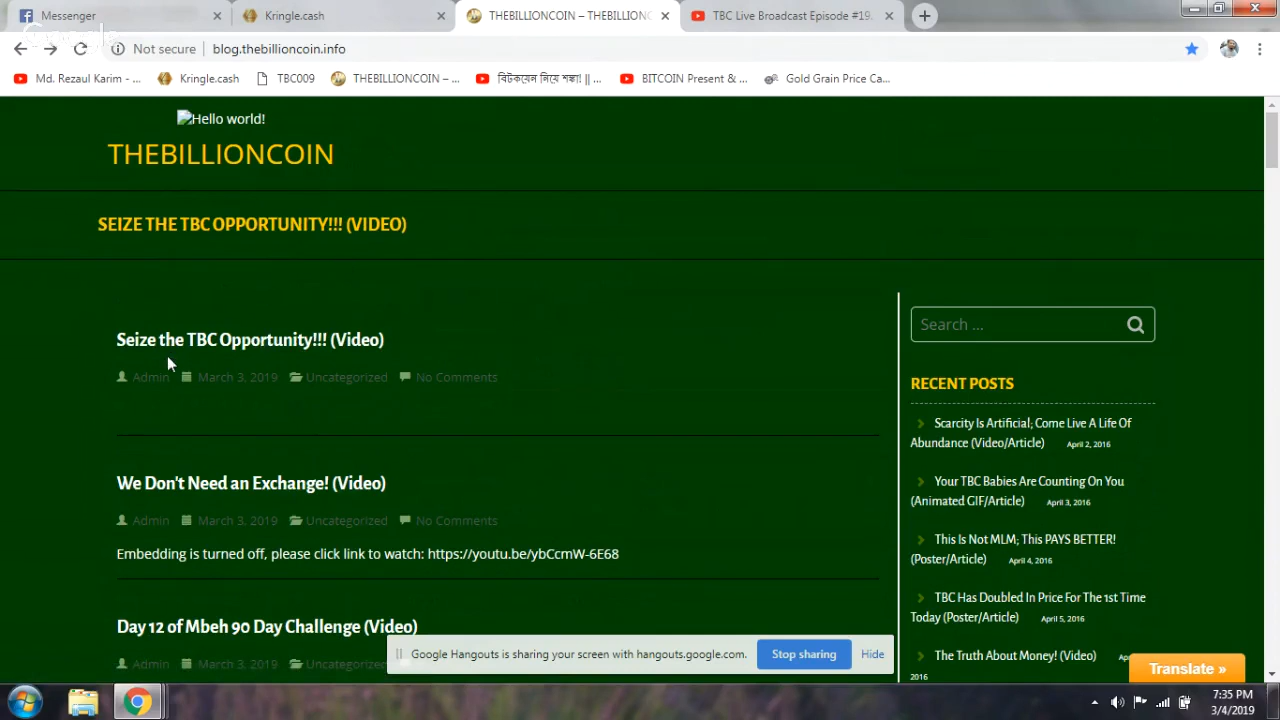 Messenger
Kringle.cash
THEBILLIONCOIN – THEBILLION
TBC Live Broadcast Episode #19.
Not secure
blog.thebillioncoin.info
Md. Rezaul Karim - ...
Kringle.cash
TBC009
THEBILLIONCOIN – ...
বিটকয়েন নিয়ে শঙ্কা! || ...
BITCOIN Present & ...
Gold Grain Price Ca...
Hello world!
THEBILLIONCOIN
SEIZE THE TBC OPPORTUNITY!!! (VIDEO)
Seize the TBC Opportunity!!! (Video)
Admin March 3, 2019 Uncategorized No Comments
We Don't Need an Exchange! (Video)
Admin March 3, 2019 Uncategorized No Comments
Embedding is turned off, please click link to watch: https://youtu.be/ybCcmW-6E68
Day 12 of Mbeh 90 Day Challenge (Video)
Admin March 3, 2019 Uncategorized
Search ...
RECENT POSTS
Scarcity Is Artificial; Come Live A Life Of
Abundance (Video/Article) April 2, 2016
Your TBC Babies Are Counting On You
(Animated GIF/Article) April 3, 2016
This Is Not MLM; This PAYS BETTER!
(Poster/Article) April 4, 2016
TBC Has Doubled In Price For The 1st Time
Today (Poster/Article) April 5, 2016
The Truth About Money! (Video)
2016
Google Hangouts is sharing your screen with hangouts.google.com.
Stop sharing
Hide
Translate »
7:35 PM
3/4/2019